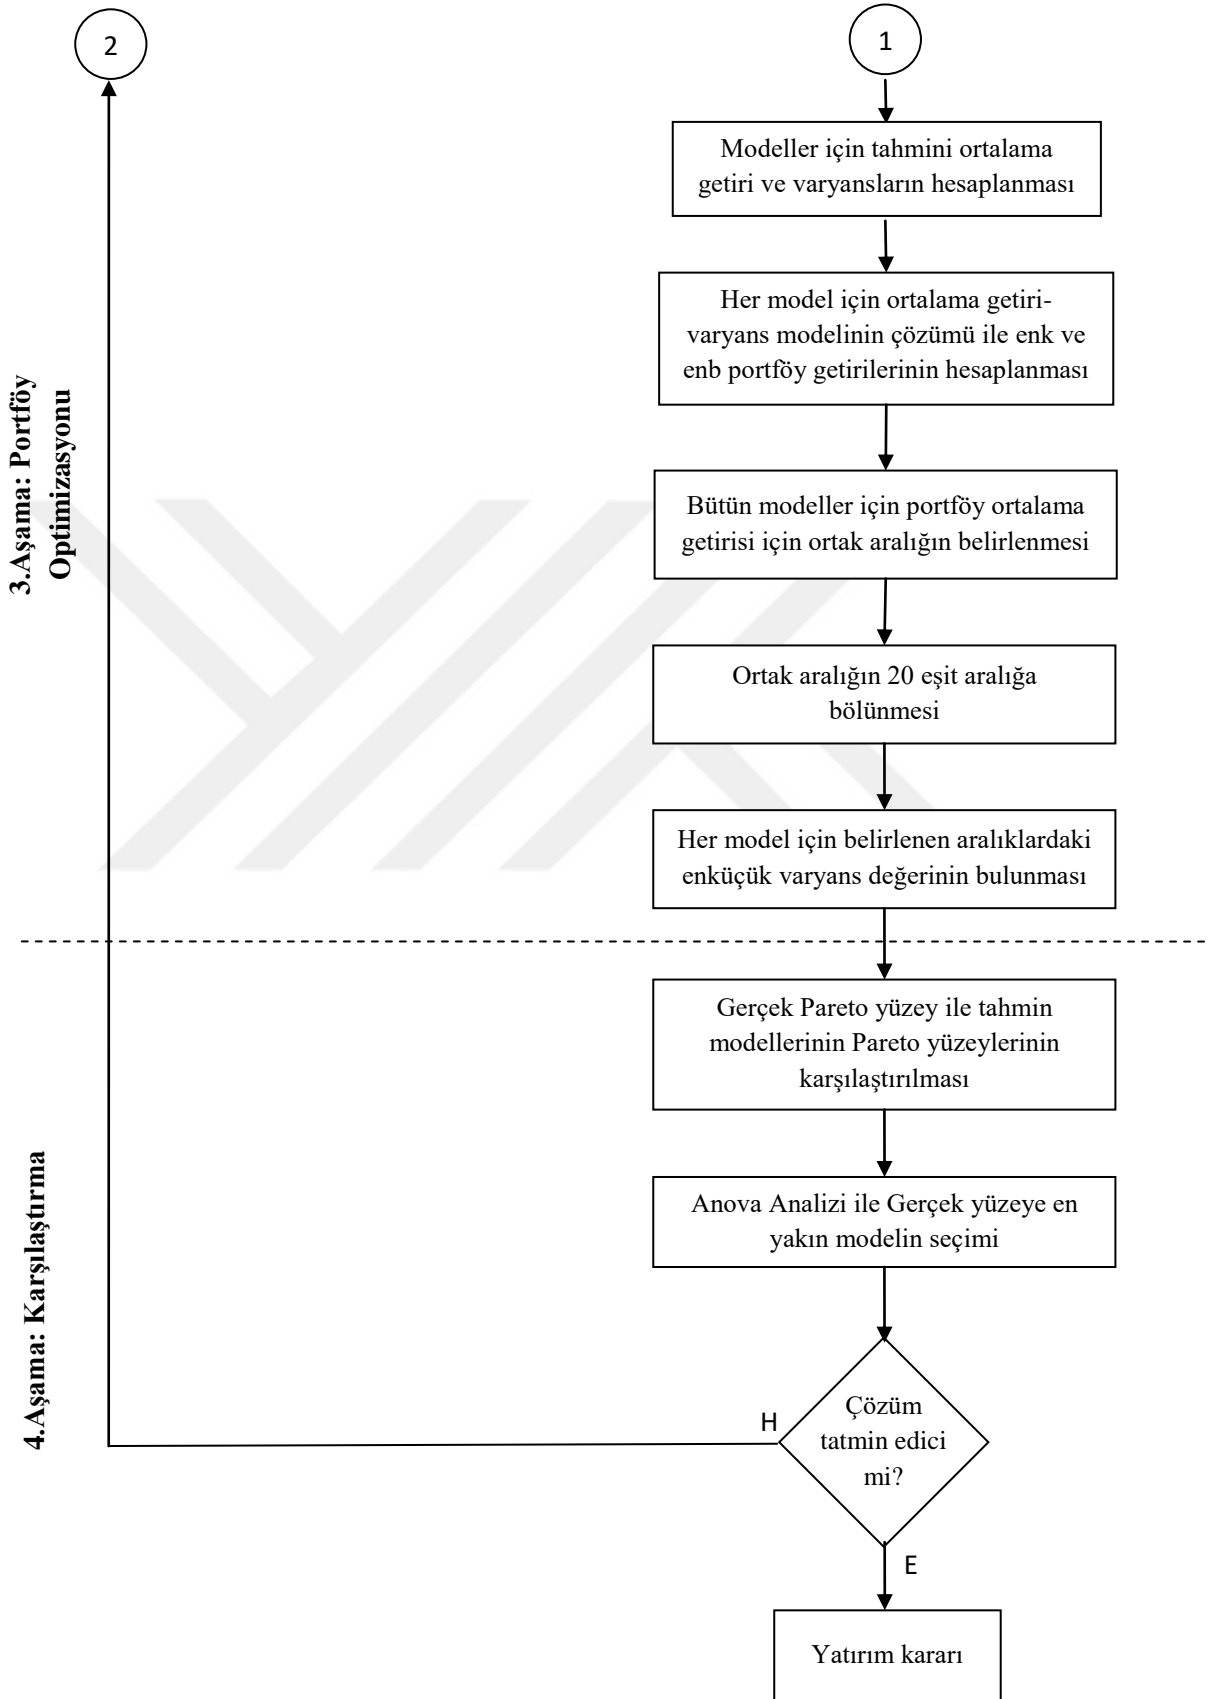 2
1
Modeller için tahmini ortalama
getiri ve varyansların hesaplanması
Her model için ortalama getiri-
varyans modelinin çözümü ile enk ve
enb portföy getirilerinin hesaplanması
3.Aşama: Portföy
Optimizasyonu
Bütün modeller için portföy ortalama
getirisi için ortak aralığın belirlenmesi
Ortak aralığın 20 eşit aralığa
bölünmesi
Her model için belirlenen aralıklardaki
enküçük varyans değerinin bulunması
Gerçek Pareto yüzey ile tahmin
modellerinin Pareto yüzeylerinin
karşılaştırılması
4.Aşama: Karşılaştırma
Anova Analizi ile Gerçek yüzeye en
yakın modelin seçimi
Çözüm
tatmin edici
mi?
H
E
Yatırım kararı